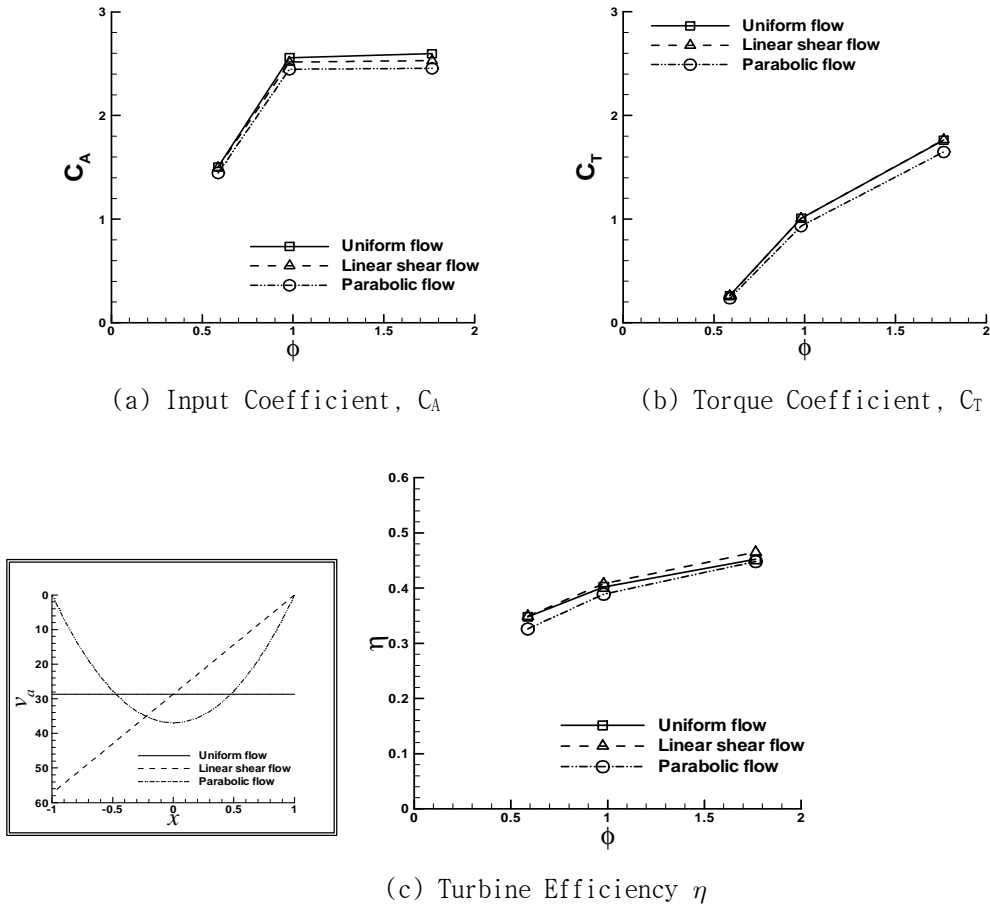 3
2
1
0
C_A
0
0.5
1
1.5
2
ϕ
Uniform flow
Linear shear flow
Parabolic flow
(a) Input Coefficient, C_A
3
2
1
0
C_T
0
0.5
1
1.5
2
ϕ
Uniform flow
Linear shear flow
Parabolic flow
(b) Torque Coefficient, C_T
0
10
20
30
40
50
60
v_a
-1
-0.5
0
0.5
1
x
Uniform flow
Linear shear flow
Parabolic flow
0.6
0.5
0.4
0.3
0.2
0.1
0
η
0
0.5
1
1.5
2
ϕ
Uniform flow
Linear shear flow
Parabolic flow
(c) Turbine Efficiency η